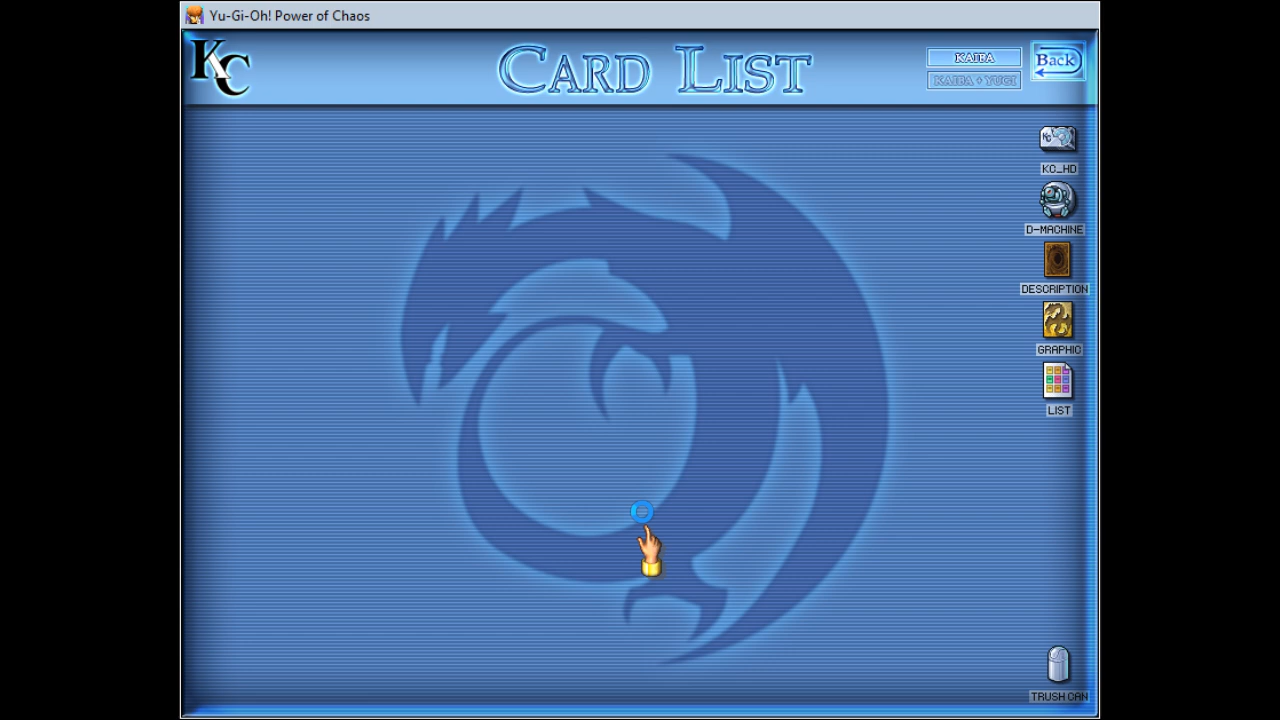 Yu-Gi-Oh! Power of Chaos
KC
CARD LIST
KAIBA
KAIBA + YUGI
Back
KC_HD
D-MACHINE
DESCRIPTION
GRAPHIC
LIST
TRUSH CAN